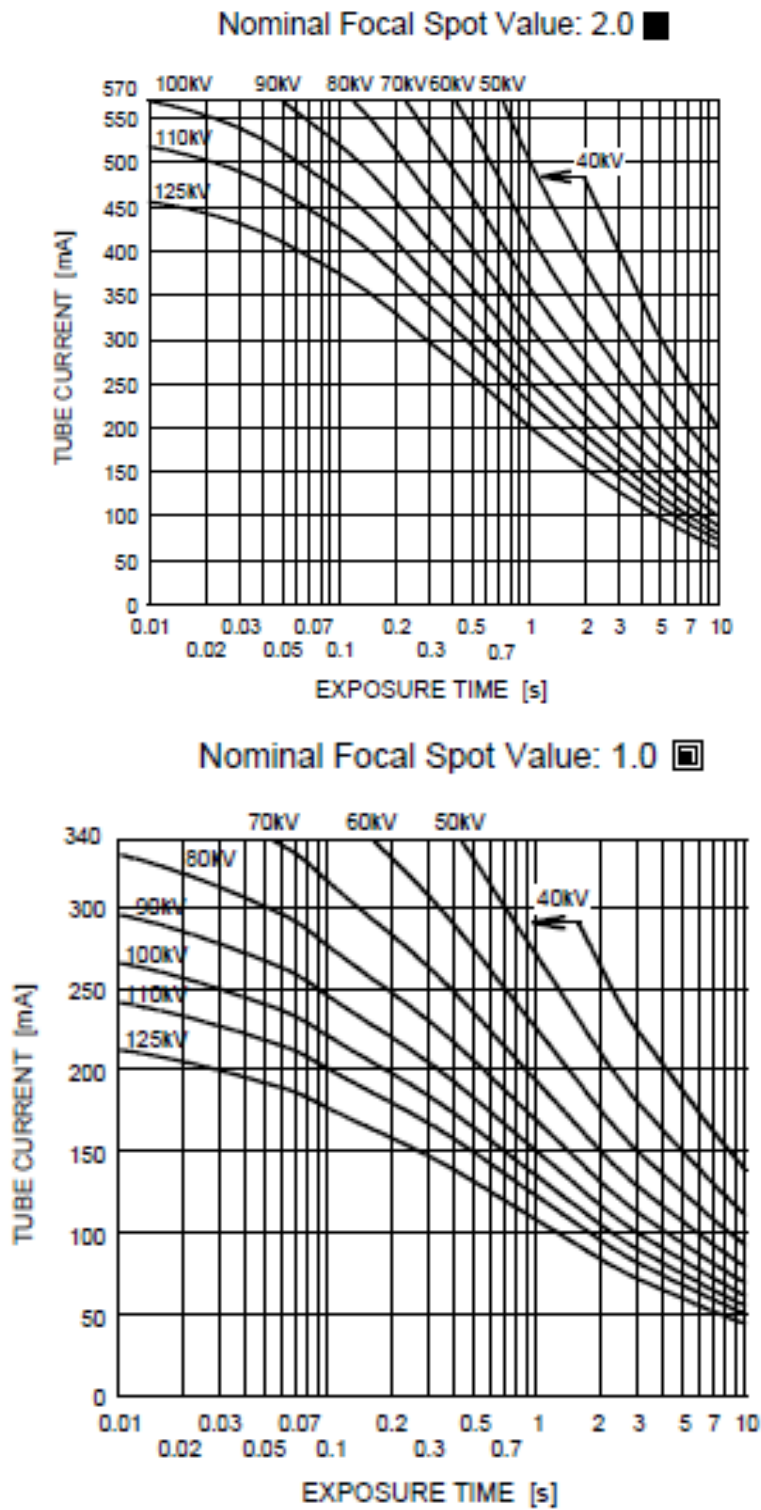 Nominal Focal Spot Value: 2.0
570 100kV 90kV 80kV 70kV 60kV 50kV
550
110kV
500 40kV
125kV
450
400
350
300
250
200
150
100
50
0
TUBE CURRENT [mA]
0.01 0.03 0.07 0.2 0.5 1 2 3 5 7 10
0.02 0.05 0.1 0.3 0.7
EXPOSURE TIME [s]
Nominal Focal Spot Value: 1.0
340 70kV 60kV 50kV
80kV
40kV
300 90kV
100kV
250
110kV
125kV
200
150
100
50
0
TUBE CURRENT [mA]
0.01 0.03 0.07 0.2 0.5 1 2 3 5 7 10
0.02 0.05 0.1 0.3 0.7
EXPOSURE TIME [s]